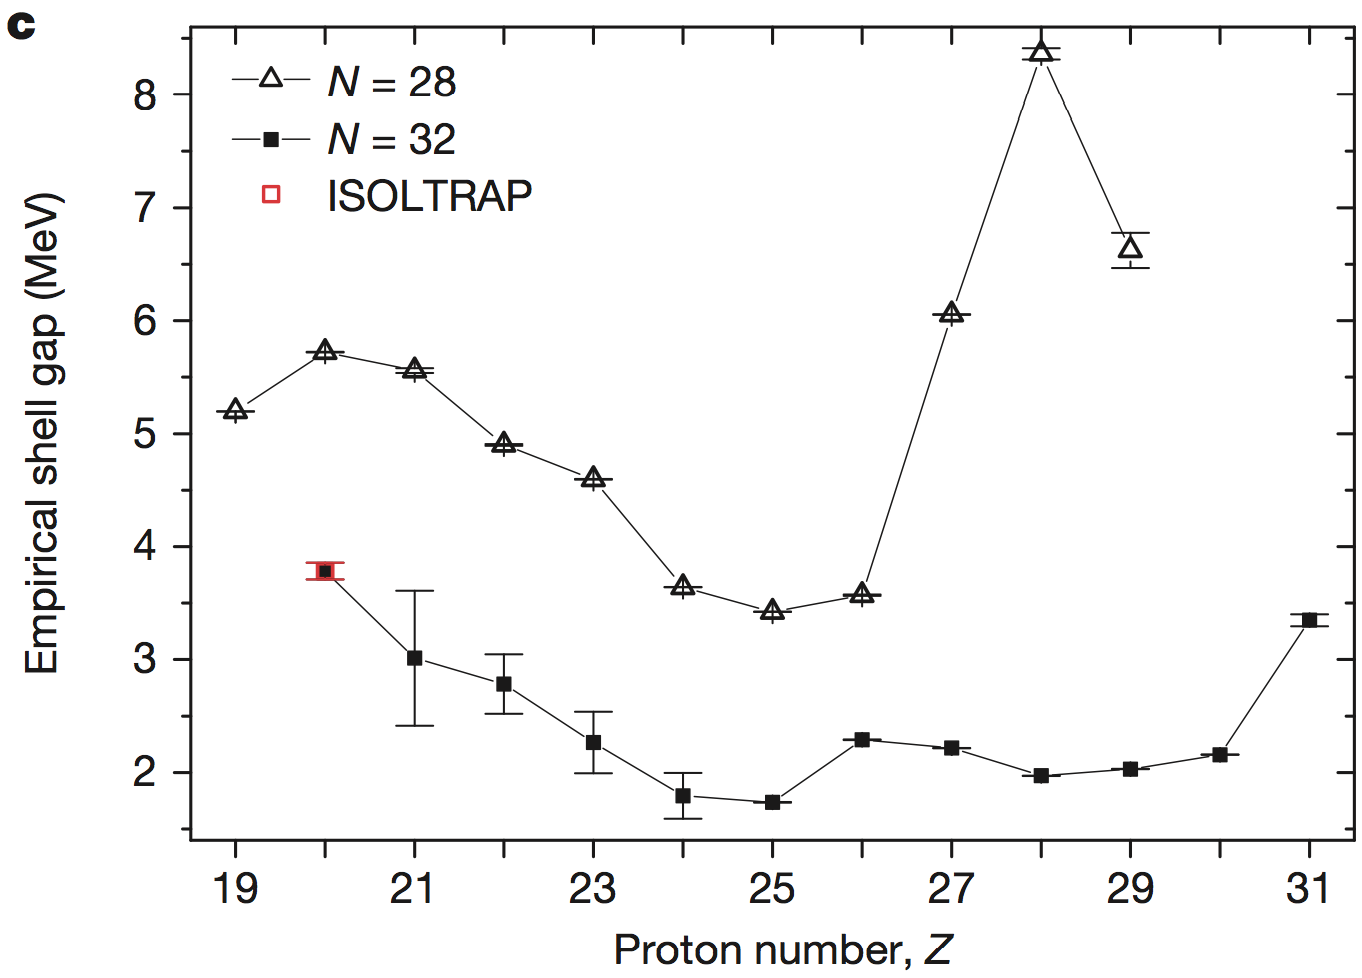 c
N = 28
N = 32
ISOLTRAP
Empirical shell gap (MeV)
8
7
6
5
4
3
2
19 21 23 25 27 29 31
Proton number, Z